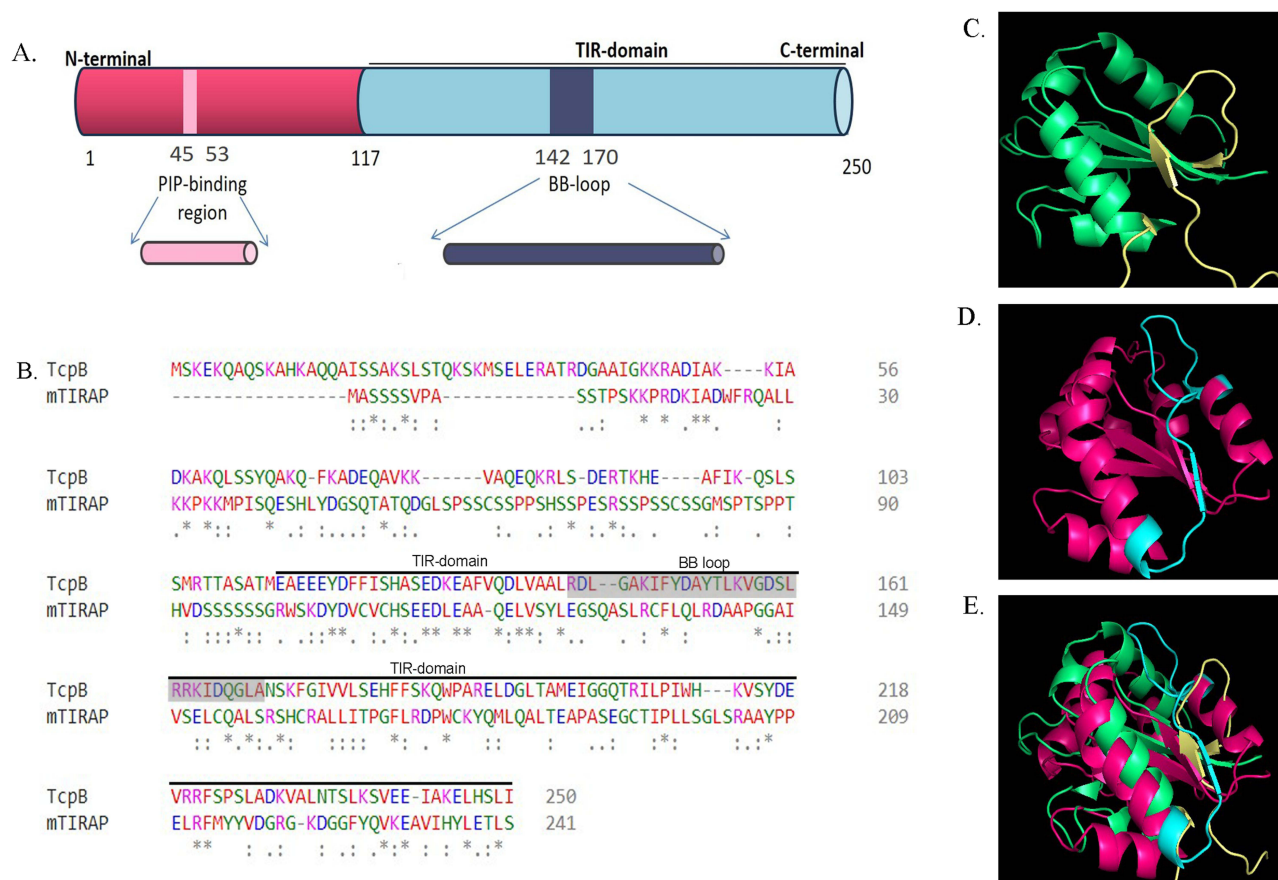 A.
N-terminal
TIR-domain
C-terminal
1
45
53
117
142
170
250
PIP-binding
region
BB-loop
B.
TcpB MSKEKQAQSKAHKAQQAISSAKSLSTQKSKMSELERATRDGAAIGKKRADIAK----KIA 56
mTIRAP -----------------MASSSSVPA-------------SSTPSKKPRDKIADWFRQALL 30
::*:.*: ..: * * .** :
TcpB DKAKQLSSYQAKQ-FKADEQAVKK------VAQEQKRLS-DERTKHE----AFIK-QSLS 103
mTIRAP KKPKKMPISQESHLYDGSQTATQDGLSPSSCSSPPSHSSPESRSSPSSCSSGMSPTSPPT 90
.* *:: * .: :..: *.:. :. .: * :.*:. . .: . :
TIR-domain
BB loop
TcpB SMRTTASATMEAEEEYDFFISHASEDKEAFVQDLVAALRDL--GAKIFYDAYTLKVGDSL 161
mTIRAP HVDSSSSSSGRWSKDYDVCVCHSEEDLEAA-QELVSYLEGSQASLRCFLQLRDAAPGGAI 149
: :::*:: . .::**. :.*:.** ** *:**: *. . : * : *.::
TIR-domain
TcpB RRKIDQGLANSKFGIVVLSEHFFSKQWPARELDGLTAMEIGGQTRILPIWH---KVSYDE 218
mTIRAP VSELCQALSRSHCRALLITPGFLRDPWCKYQMLQALTEAPASEGCTIPLLSGLSRAAYPP 209
:: *.*:.*: :::: *:. * :: : ..: :*: :.:*
TcpB VRRFSPSLADKVALNTSLKSVEE-IAKELHSLI 250
mTIRAP ELRFMYYVDGRG-KDGGFYQVKEAVIHYLETLS 241
** : .: : .: .*:* : : *.:*
C.
D.
E.